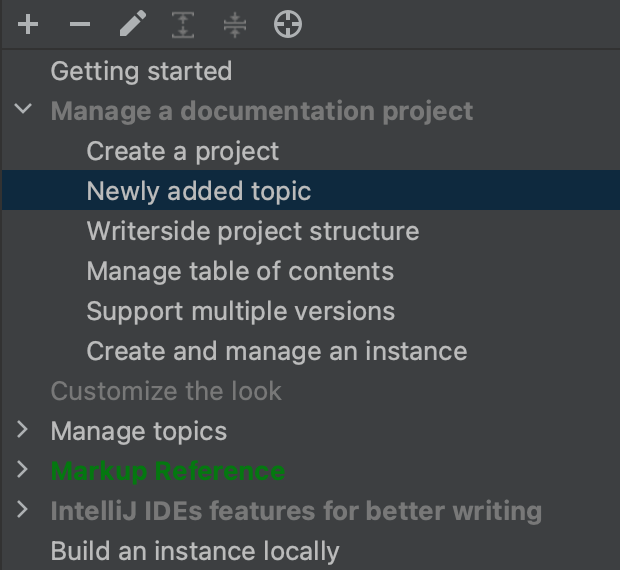 Getting started
Manage a documentation project
Create a project
Newly added topic
Writerside project structure
Manage table of contents
Support multiple versions
Create and manage an instance
Customize the look
Manage topics
Markup Reference
IntelliJ IDEs features for better writing
Build an instance locally